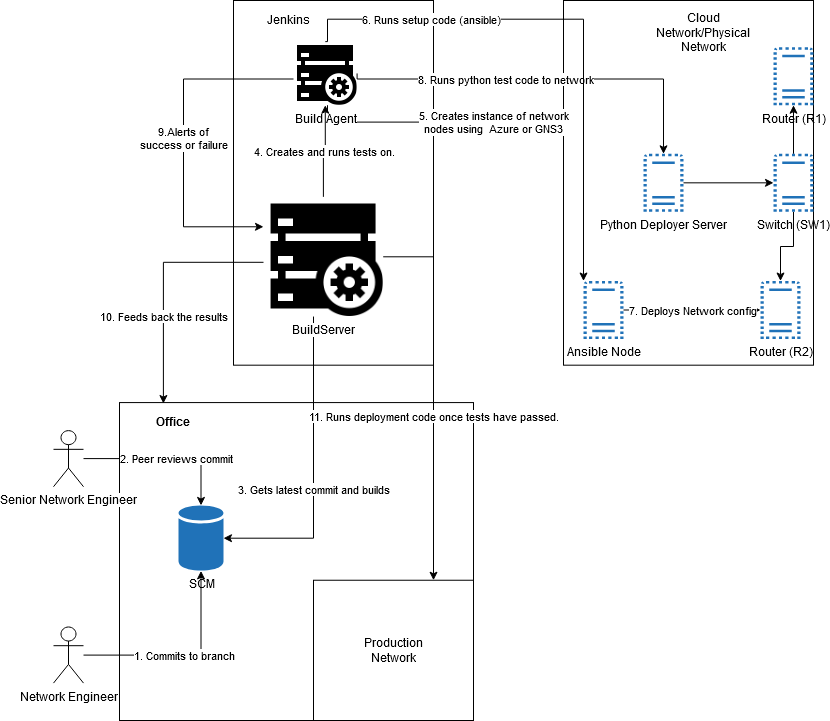 Jenkins
6. Runs setup code (ansible)
Cloud
Network/Physical
Network
8. Runs python test code to network
Build Agent
5. Creates instance of network
nodes using Azure or GNS3
Router (R1)
9.Alerts of
success or failure
4. Creates and runs tests on.
Python Deployer Server
Switch (SW1)
10. Feeds back the results
BuildServer
7. Deploys Network config
Ansible Node
Router (R2)
Office
11. Runs deployment code once tests have passed.
2. Peer reviews commit
Senior Network Engineer
3. Gets latest commit and builds
SCM
Production
Network
1. Commits to branch
Network Engineer